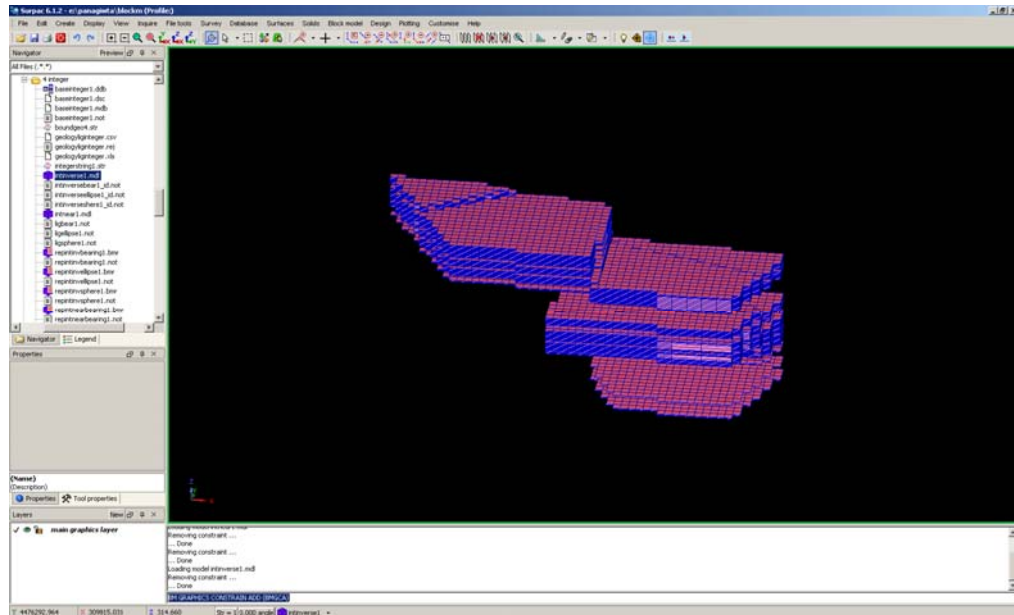 Surpac 6.1.2 - e:\panagiwta\blockm (Profile:
File Edit Create Display View Inquire File tools Survey Database Surfaces Solids Block model Design Plotting Customise Help
Navigator Preview
All Files (*.*)
4 integer
baseinteger1.ddb
baseinteger1.dsc
baseinteger1.mdb
baseinteger1.not
boundgeo4.str
geologyliginteger.csv
geologyliginteger.rej
geologyliginteger.xls
integerstring1.str
intinverse1.mdl
intinversebear1_id.not
intinverseellipse1_id.not
intinverseshere1_id.not
intnear1.mdl
ligbear1.not
ligellipse1.not
ligsphere1.not
repintinvbearing1.bmr
repintinvbearing1.not
repintinvellipse1.bmr
repintinvellipse1.not
repintinvsphere1.bmr
repintinvsphere1.not
repintnearbearing1.bmr
repintnearbearing1.not
Navigator Legend
Properties
(Name)
(Description)
Properties Tool properties
Layers New
main graphics layer
Removing constraint ...
... Done
Removing constraint ...
... Done
Loading model intinverse1.mdl
Removing constraint ...
... Done
BM GRAPHICS CONSTRAIN ADD (BMGCA)
Y 4476292.964 X 309915.031 Z 314.660 Str = 1 0.000 angle intinverse1